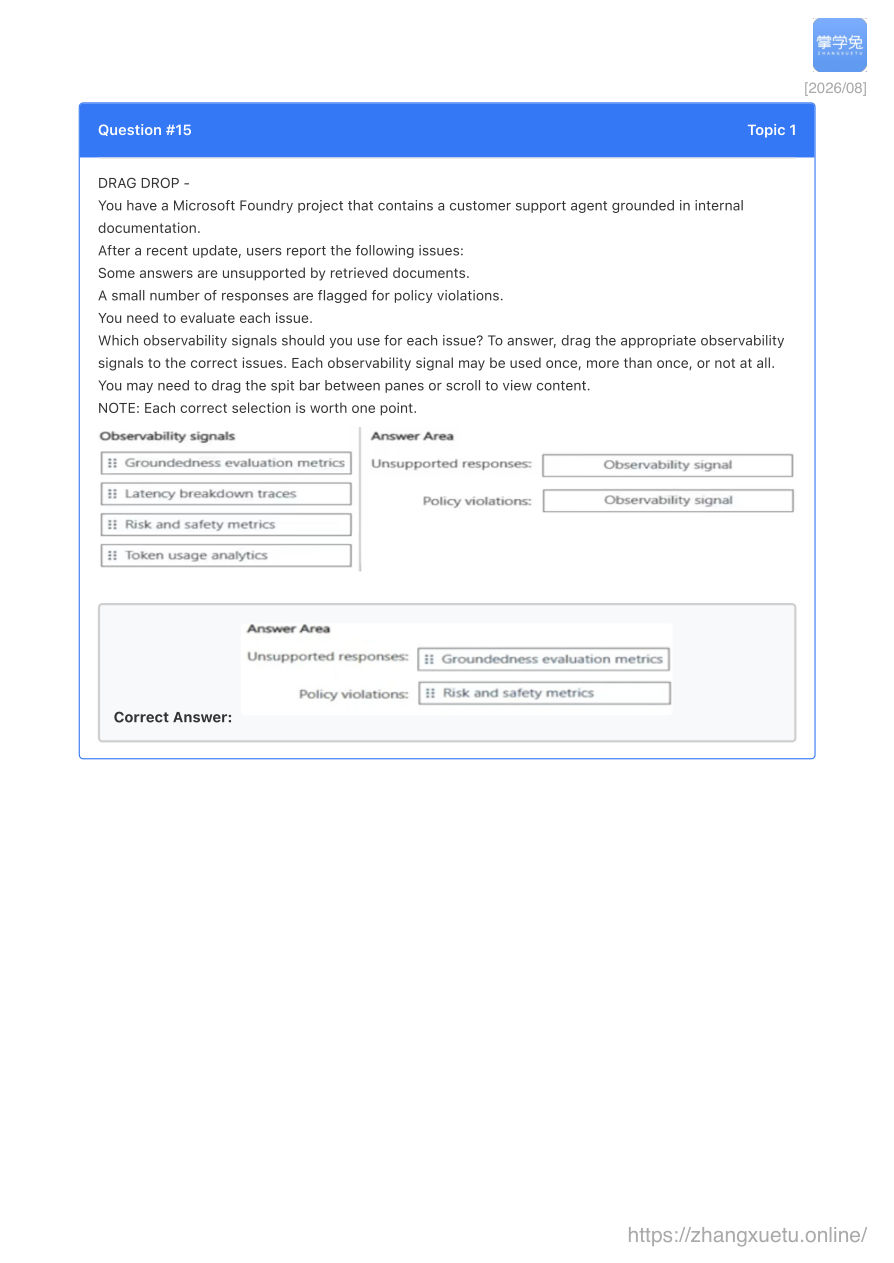 掌学兔
ZHANGXUETU
[2026/08]
Question #15 Topic 1
DRAG DROP -
You have a Microsoft Foundry project that contains a customer support agent grounded in internal
documentation.
After a recent update, users report the following issues:
Some answers are unsupported by retrieved documents.
A small number of responses are flagged for policy violations.
You need to evaluate each issue.
Which observability signals should you use for each issue? To answer, drag the appropriate observability
signals to the correct issues. Each observability signal may be used once, more than once, or not at all.
You may need to drag the spit bar between panes or scroll to view content.
NOTE: Each correct selection is worth one point.
Observability signals
Groundedness evaluation metrics
Latency breakdown traces
Risk and safety metrics
Token usage analytics
Answer Area
Unsupported responses: Observability signal
Policy violations: Observability signal
Answer Area
Unsupported responses: Groundedness evaluation metrics
Policy violations: Risk and safety metrics
Correct Answer:
https://zhangxuetu.online/